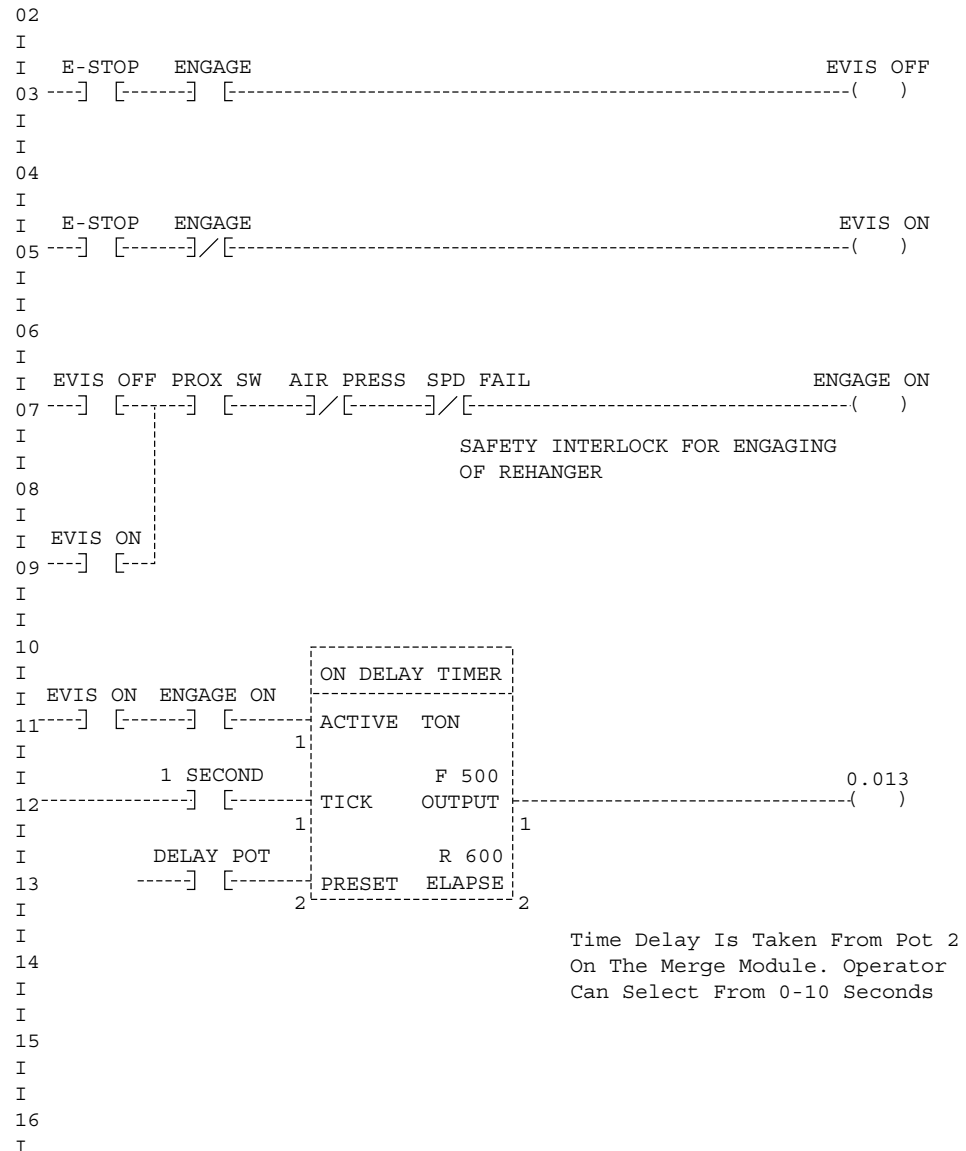 02
I
I E-STOP ENGAGE EVIS OFF
03 ----] [------] [------------------------------------------------------------( )
I
I
04
I
I E-STOP ENGAGE EVIS ON
05 ----] [------]/[------------------------------------------------------------( )
I
I
06
I
I EVIS OFF PROX SW AIR PRESS SPD FAIL ENGAGE ON
07 ----] [------] [-------]/[-------]/[------------------------------( )
I SAFETY INTERLOCK FOR ENGAGING
I OF REHANGER
08
I
I EVIS ON
09 ----] [----
I
I
10
I ON DELAY TIMER
I EVIS ON ENGAGE ON
11-----] [------] [------- ACTIVE TON
I 1
I 1 SECOND F 500 0.013
12---------------] [------- TICK OUTPUT ---------------------------( )
I 1 1
I DELAY POT R 600
13 -----] [-------- PRESET ELAPSE
I 2 2
I Time Delay Is Taken From Pot 2
14 On The Merge Module. Operator
I Can Select From 0-10 Seconds
I
15
I
I
16
I